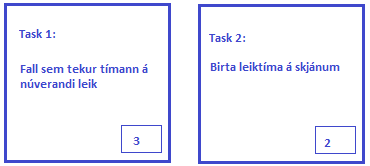 Task 1:
Fall sem tekur tímann á
núverandi leik
3
Task 2:
Birta leiktíma á skjánum
2